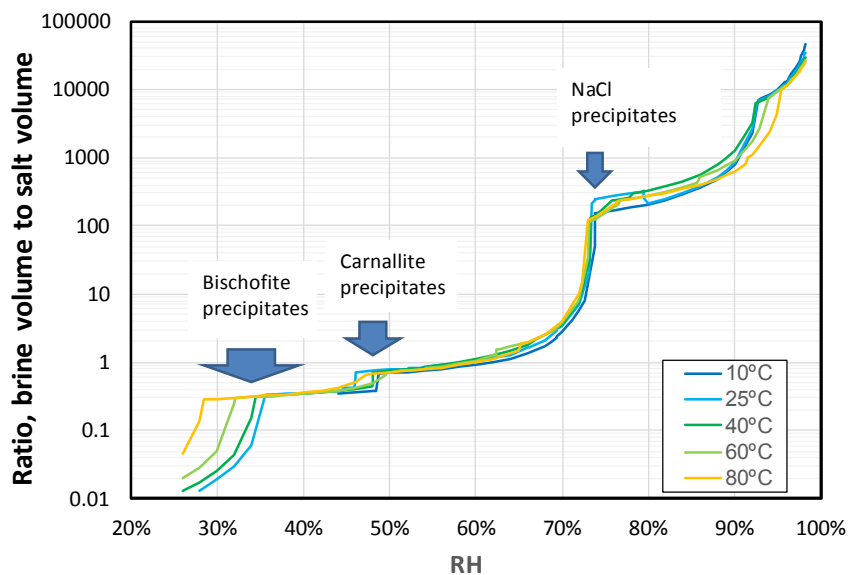 100000
10000
1000
100
10
1
0.1
0.01
Ratio, brine volume to salt volume
NaCl
precipitates
Carnallite
precipitates
Bischofite
precipitates
10ºC
25ºC
40ºC
60ºC
80ºC
20% 30% 40% 50% 60% 70% 80% 90% 100%
RH